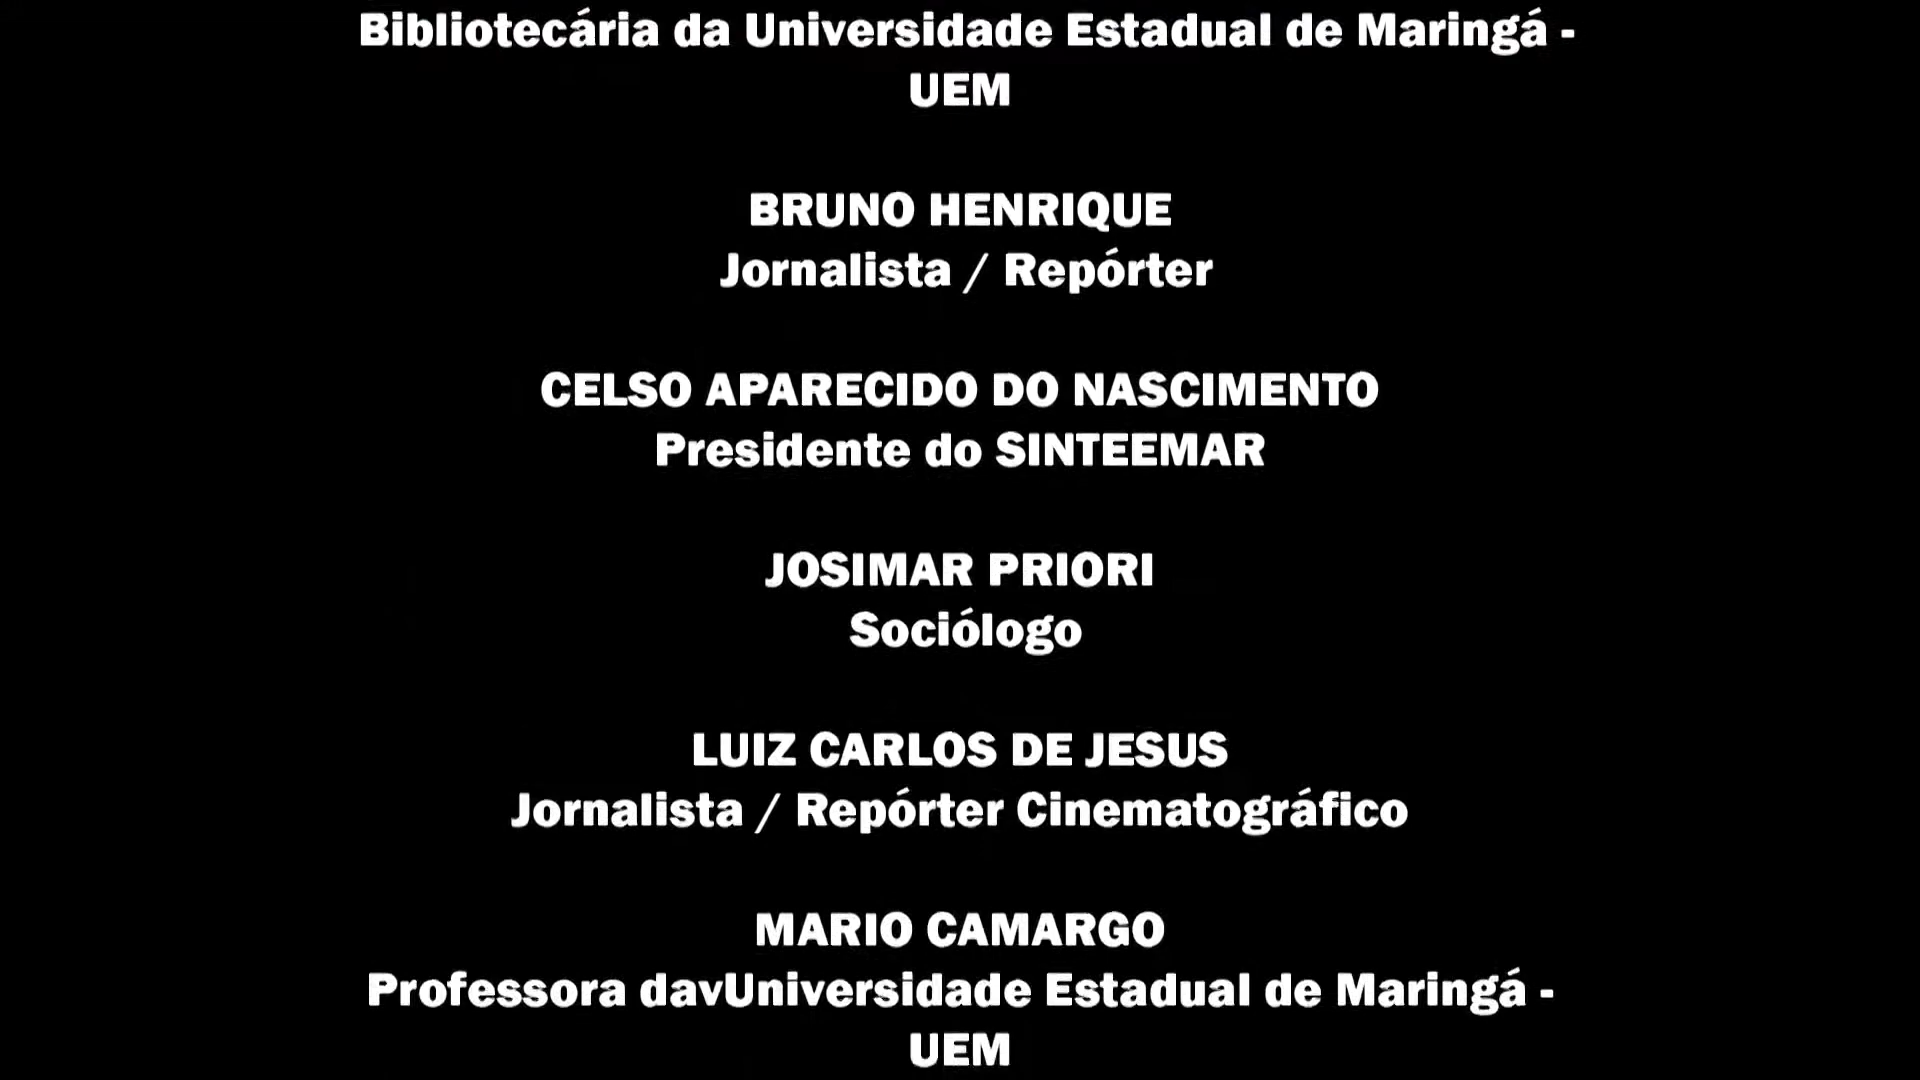 Bibliotecária da Universidade Estadual de Maringá -
UEM
BRUNO HENRIQUE
Jornalista / Repórter
CELSO APARECIDO DO NASCIMENTO
Presidente do SINTEEMAR
JOSIMAR PRIORI
Sociólogo
LUIZ CARLOS DE JESUS
Jornalista / Repórter Cinematográfico
MARIO CAMARGO
Professora davUniversidade Estadual de Maringá -
UEM